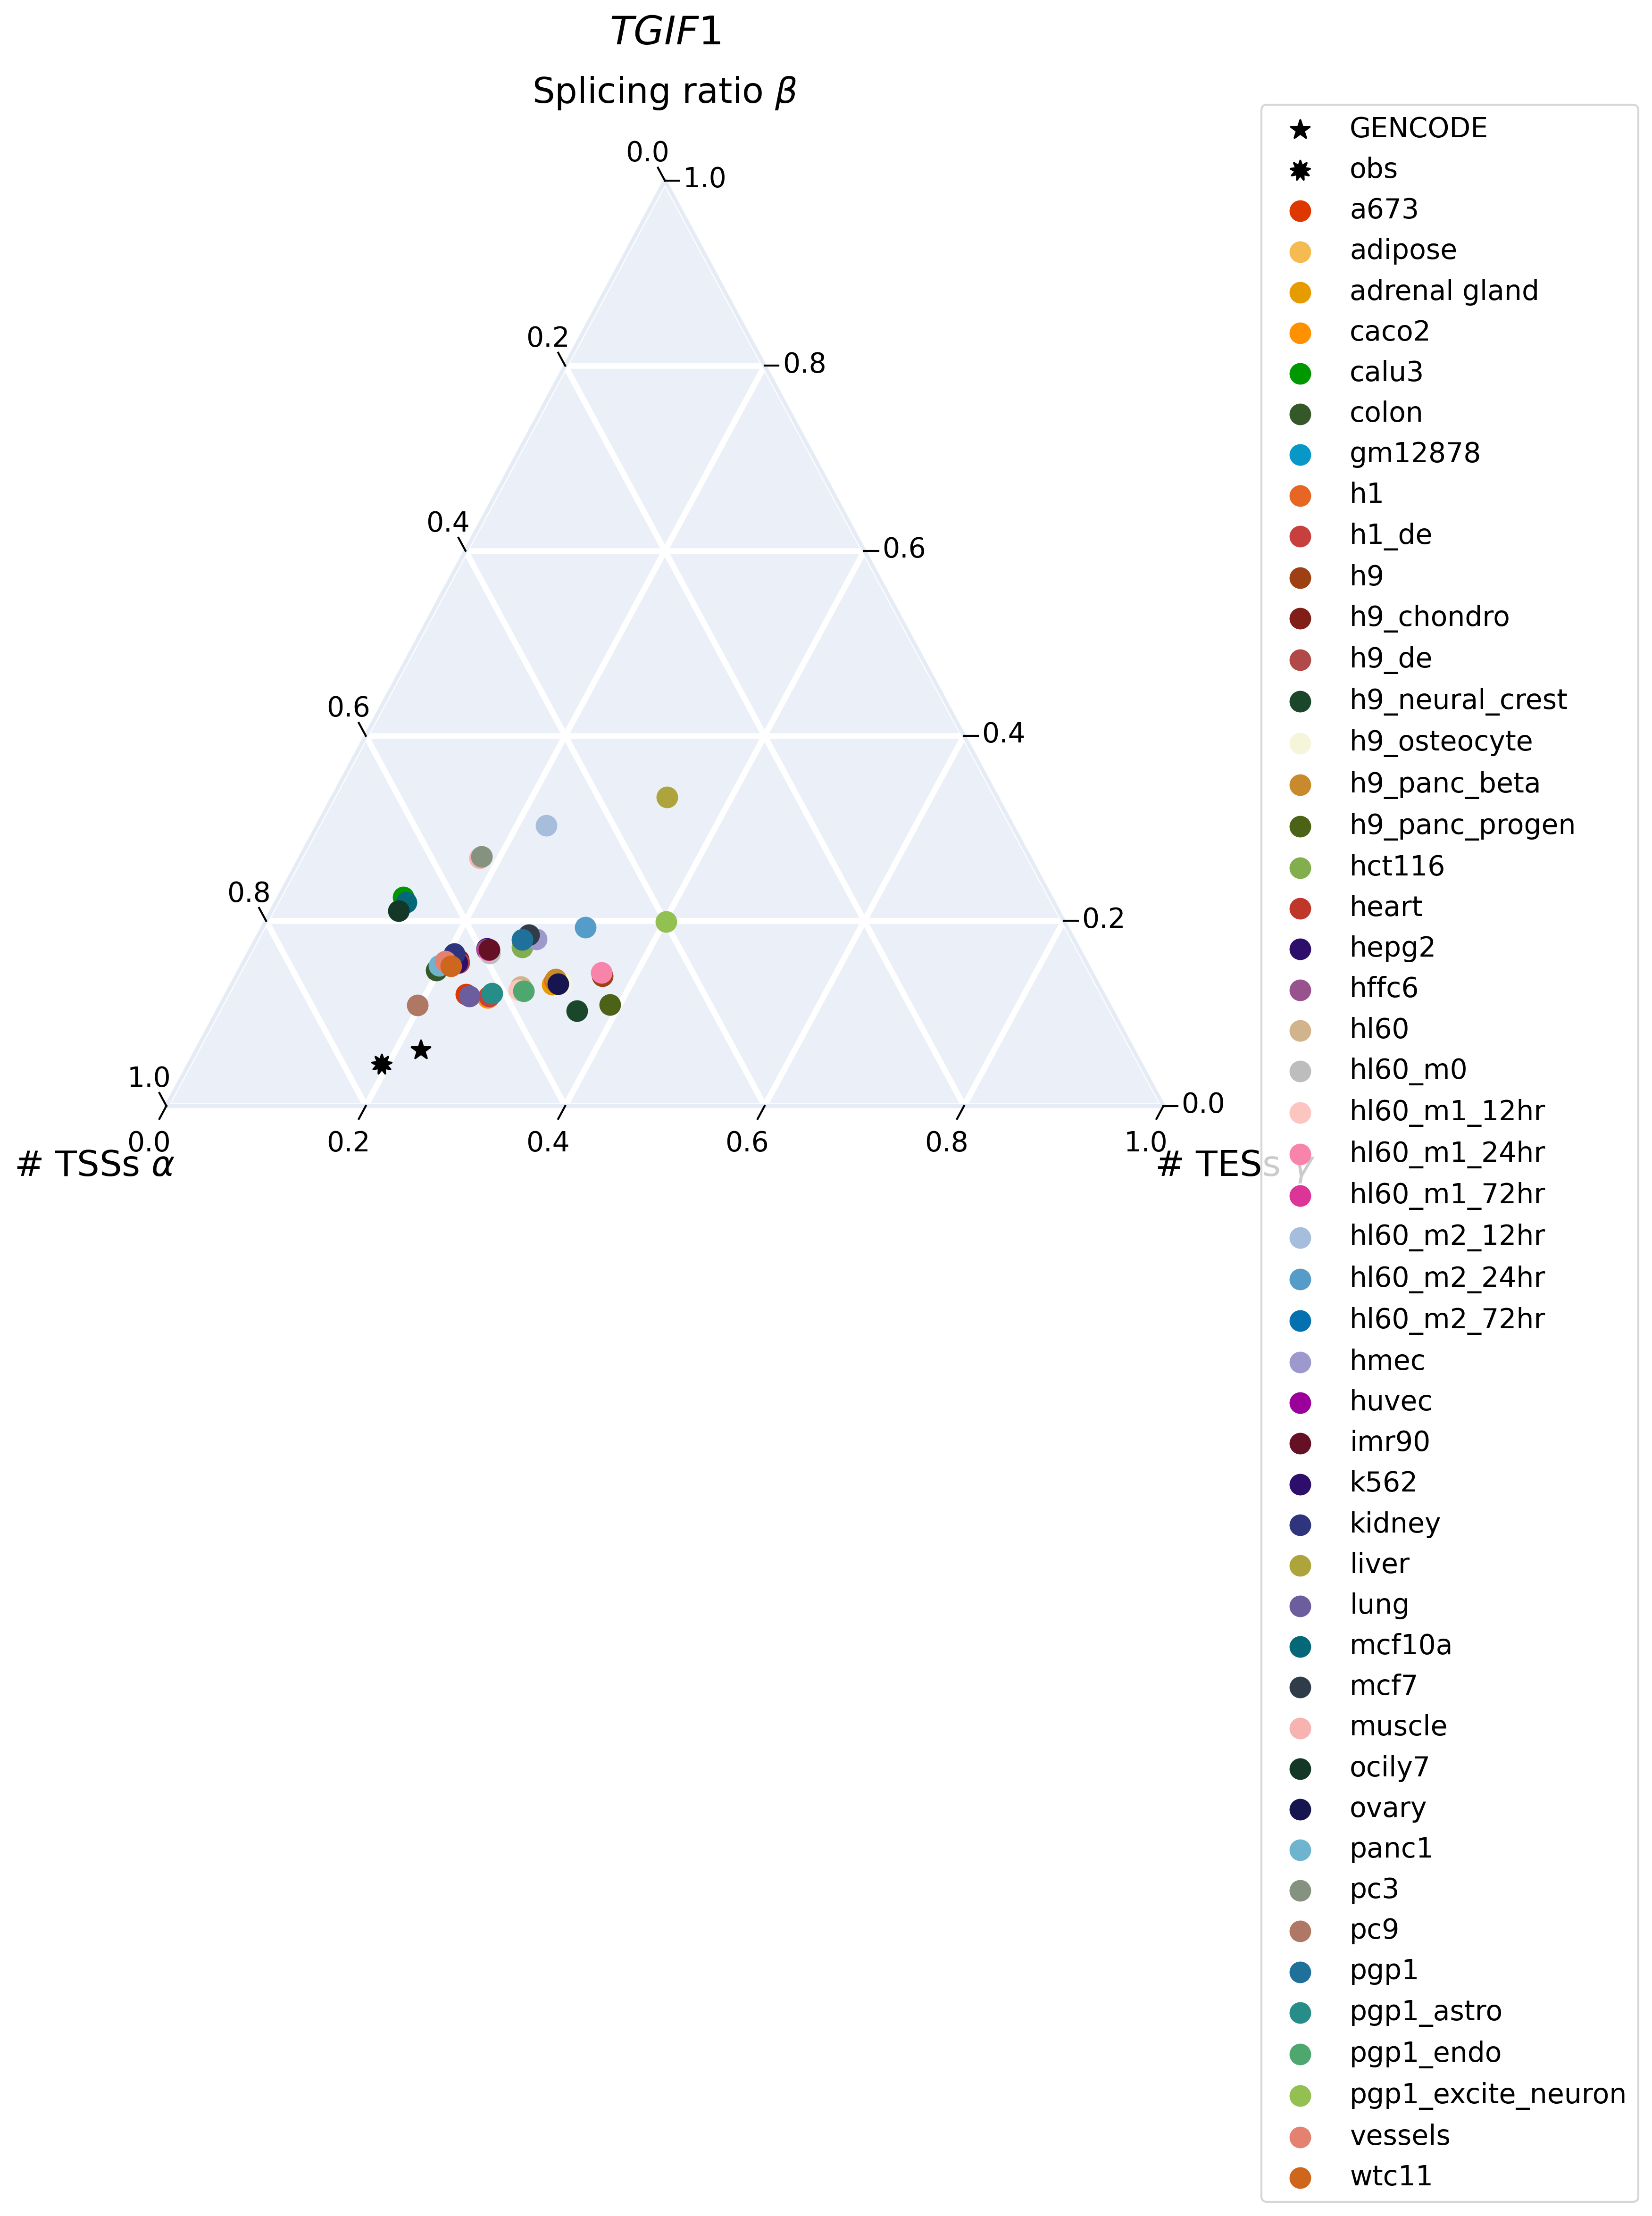 TGIF1
Splicing ratio β
0.0
1.0
0.2
0.8
0.4
0.6
0.6
0.4
0.8
0.2
1.0
0.0
0.0
0.2
0.4
0.6
0.8
1.0
# TSSs α
# TESs γ
GENCODE
obs
a673
adipose
adrenal gland
caco2
calu3
colon
gm12878
h1
h1_de
h9
h9_chondro
h9_de
h9_neural_crest
h9_osteocyte
h9_panc_beta
h9_panc_progen
hct116
heart
hepg2
hffc6
hl60
hl60_m0
hl60_m1_12hr
hl60_m1_24hr
hl60_m1_72hr
hl60_m2_12hr
hl60_m2_24hr
hl60_m2_72hr
hmec
huvec
imr90
k562
kidney
liver
lung
mcf10a
mcf7
muscle
ocily7
ovary
panc1
pc3
pc9
pgp1
pgp1_astro
pgp1_endo
pgp1_excite_neuron
vessels
wtc11